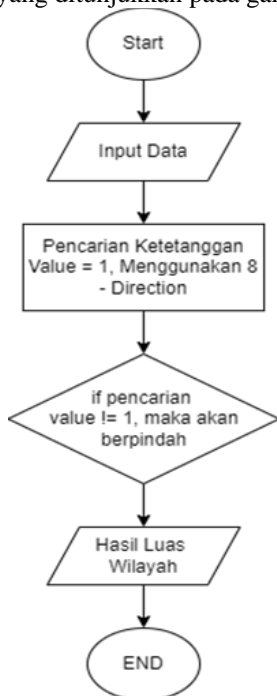 yang ditunjukkan pada
Start
Input Data
Pencarian Ketetanggan
Value = 1, Menggunakan 8
- Direction
if pencarian
value != 1, maka akan
berpindah
Hasil Luas
Wilayah
END